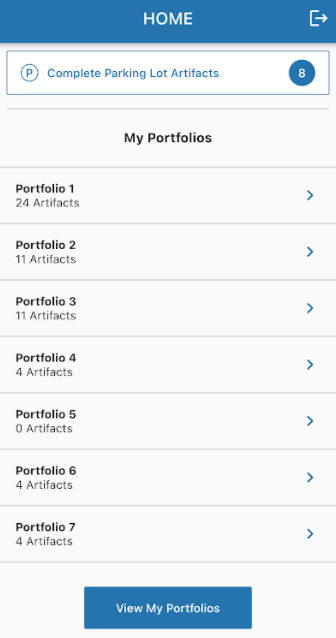 HOME
P Complete Parking Lot Artifacts 8
My Portfolios
Portfolio 1
24 Artifacts
Portfolio 2
11 Artifacts
Portfolio 3
11 Artifacts
Portfolio 4
4 Artifacts
Portfolio 5
0 Artifacts
Portfolio 6
4 Artifacts
Portfolio 7
4 Artifacts
View My Portfolios